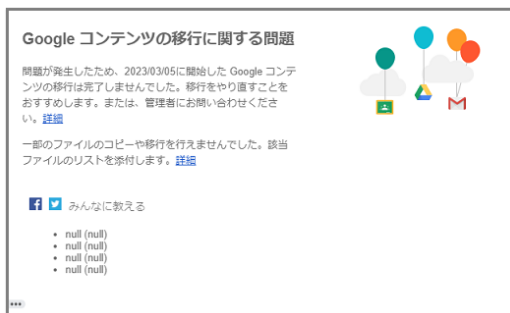 Google コンテンツの移行に関する問題
問題が発生したため、2023/03/05に開始した Google コンテ
ンツの移行は完了しませんでした。移行をやり直すことを
おすすめします。または、管理者にお問い合わせくださ
い。詳細
一部のファイルのコピーや移行を行えませんでした。該当
ファイルのリストを添付します。詳細
みんなに教える
• null (null)
• null (null)
• null (null)
• null (null)